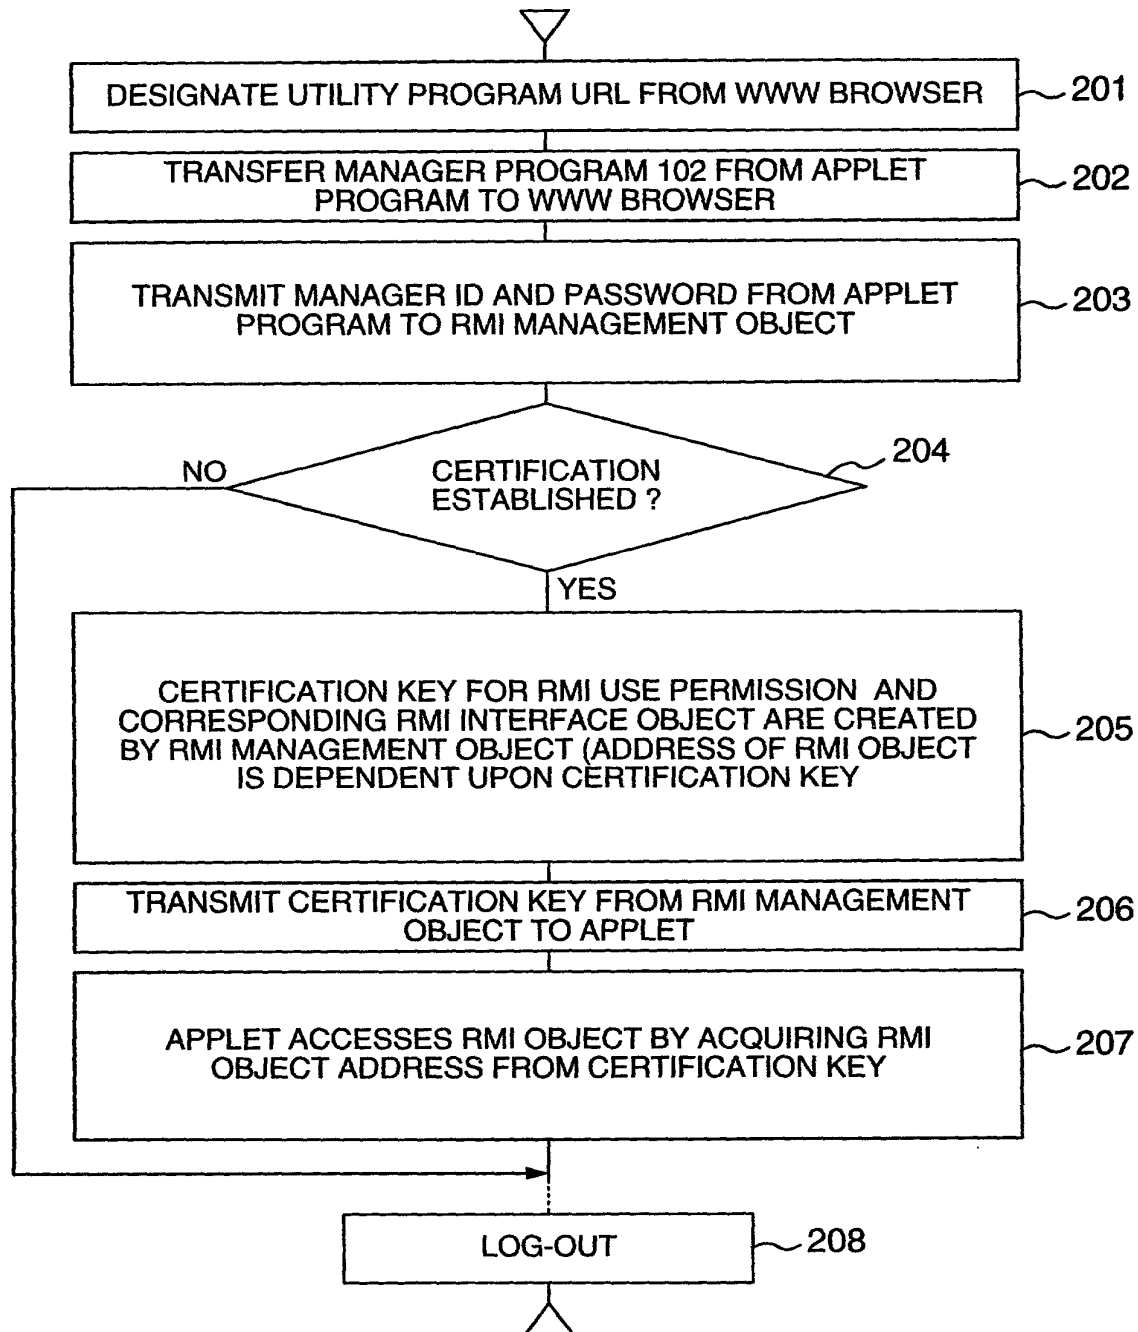 DESIGNATE UTILITY PROGRAM URL FROM WWW BROWSER
201
TRANSFER MANAGER PROGRAM 102 FROM APPLET
PROGRAM TO WWW BROWSER
202
TRANSMIT MANAGER ID AND PASSWORD FROM APPLET
PROGRAM TO RMI MANAGEMENT OBJECT
203
CERTIFICATION
ESTABLISHED ?
204
NO
YES
CERTIFICATION KEY FOR RMI USE PERMISSION AND
CORRESPONDING RMI INTERFACE OBJECT ARE CREATED
BY RMI MANAGEMENT OBJECT (ADDRESS OF RMI OBJECT
IS DEPENDENT UPON CERTIFICATION KEY
205
TRANSMIT CERTIFICATION KEY FROM RMI MANAGEMENT
OBJECT TO APPLET
206
APPLET ACCESSES RMI OBJECT BY ACQUIRING RMI
OBJECT ADDRESS FROM CERTIFICATION KEY
207
LOG-OUT
208